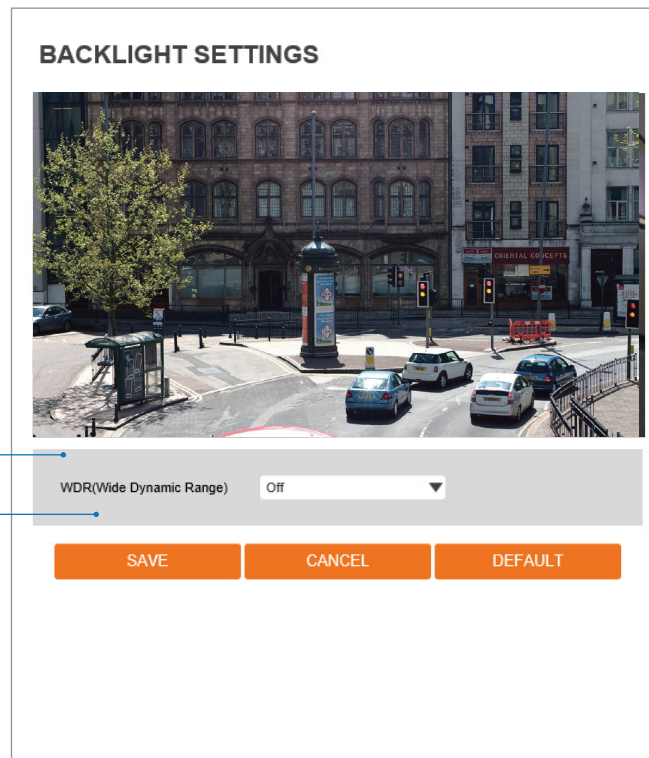 BACKLIGHT SETTINGS
ORIENTAL CONCEPTS
WDR(Wide Dynamic Range) Off
SAVE CANCEL DEFAULT